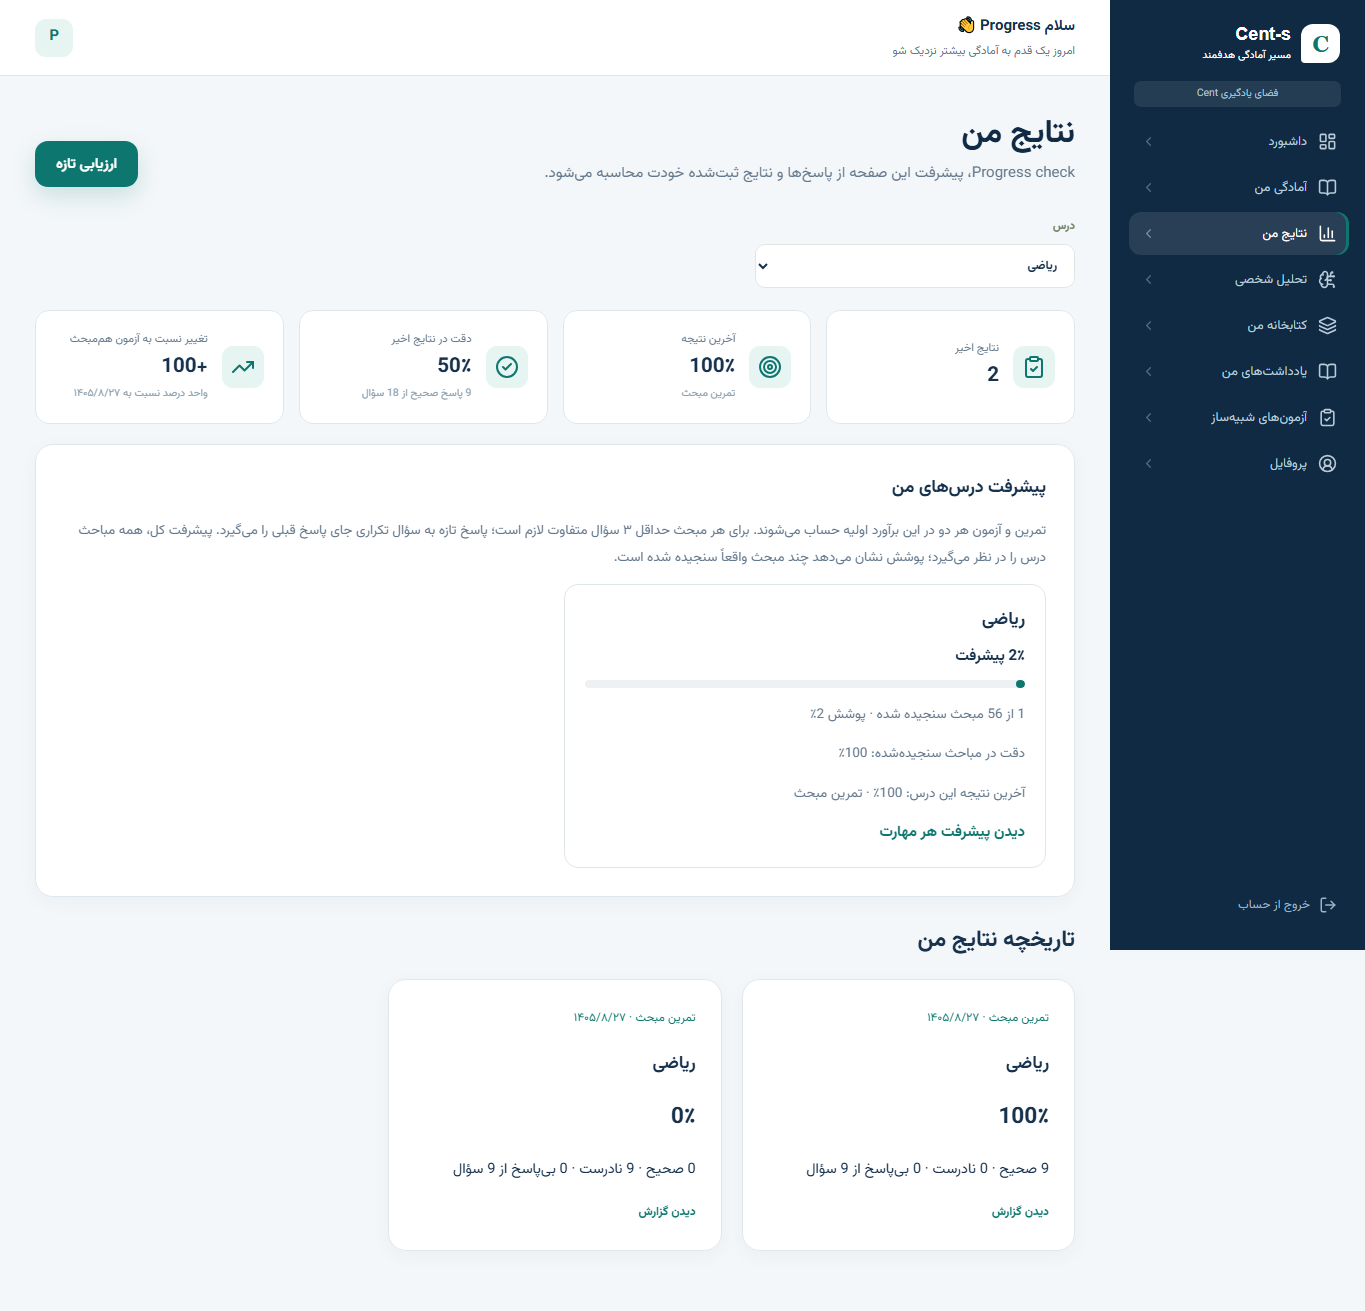 Cent-s
مسیر آمادگی هدفمند
C
فضای یادگیری Cent
داشبورد
آمادگی من
نتایج من
تحلیل شخصی
کتابخانه من
یادداشت‌های من
آزمون‌های شبیه‌ساز
پروفایل
خروج از حساب
سلام Progress 👋
امروز یک قدم به آمادگی بیشتر نزدیک شو
P
نتایج من
Progress check، پیشرفت این صفحه از پاسخ‌ها و نتایج ثبت‌شده خودت محاسبه می‌شود.
ارزیابی تازه
درس
ریاضی
نتایج اخیر
2
آخرین نتیجه
100٪
تمرین مبحث
دقت در نتایج اخیر
50٪
9 پاسخ صحیح از 18 سؤال
تغییر نسبت به آزمون هم‌مبحث
+100
واحد درصد نسبت به ۱۴۰۵/۸/۲۷
پیشرفت درس‌های من
تمرین و آزمون هر دو در این برآورد اولیه حساب می‌شوند. برای هر مبحث حداقل ۳ سؤال متفاوت لازم است؛ پاسخ تازه به سؤال تکراری جای پاسخ قبلی را می‌گیرد. پیشرفت کل، همه مباحث
درس را در نظر می‌گیرد؛ پوشش نشان می‌دهد چند مبحث واقعاً سنجیده شده است.
ریاضی
2٪ پیشرفت
1 از 56 مبحث سنجیده شده · پوشش 2٪
دقت در مباحث سنجیده‌شده: 100٪
آخرین نتیجه این درس: 100٪ · تمرین مبحث
دیدن پیشرفت هر مهارت
تاریخچه نتایج من
تمرین مبحث · ۱۴۰۵/۸/۲۷
ریاضی
100٪
9 صحیح · 0 نادرست · 0 بی‌پاسخ از 9 سؤال
دیدن گزارش
تمرین مبحث · ۱۴۰۵/۸/۲۷
ریاضی
0٪
0 صحیح · 9 نادرست · 0 بی‌پاسخ از 9 سؤال
دیدن گزارش